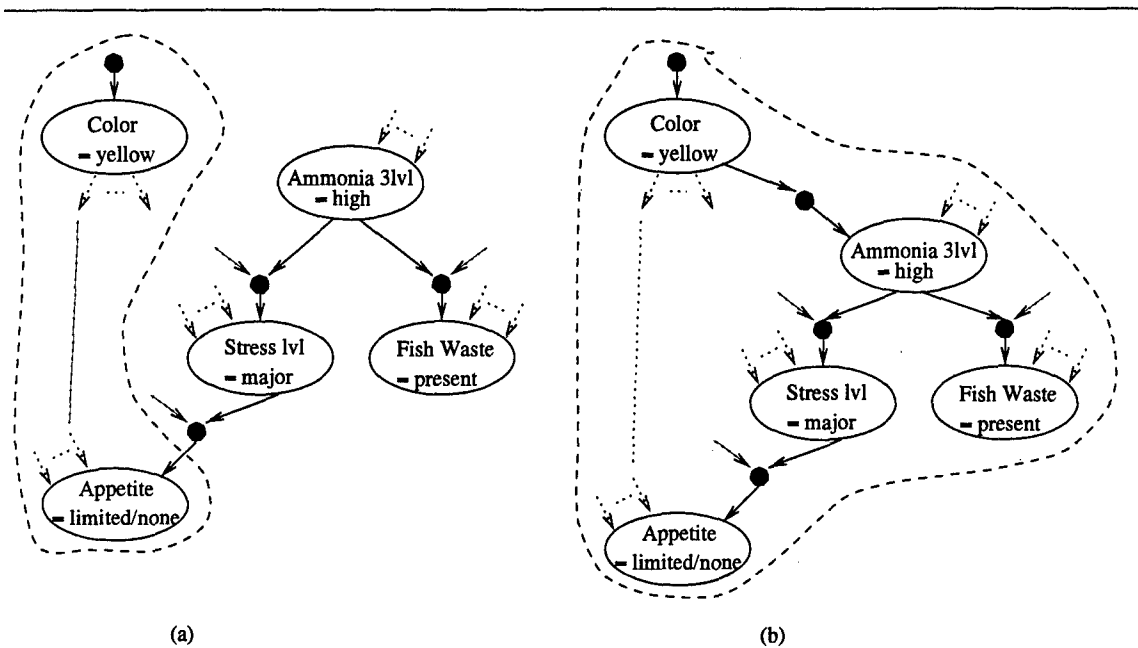 Color
= yellow
Ammonia 3lvl
= high
Stress lvl
= major
Fish Waste
= present
Appetite
= limited/none
(a)
Color
= yellow
Ammonia 3lvl
= high
Stress lvl
= major
Fish Waste
= present
Appetite
= limited/none
(b)